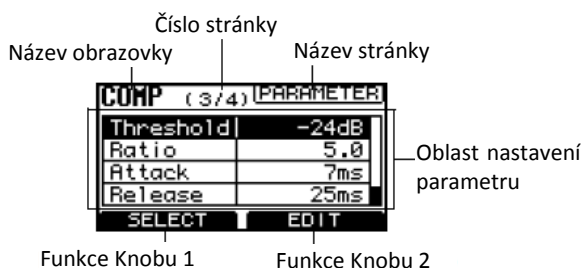 Číslo stránky
Název obrazovky
Název stránky
COMP (3/4) PARAMETER
Threshold -24dB
Ratio 5.0
Attack 7ms
Release 25ms
Oblast nastavení
parametru
SELECT EDIT
Funkce Knobu 1
Funkce Knobu 2